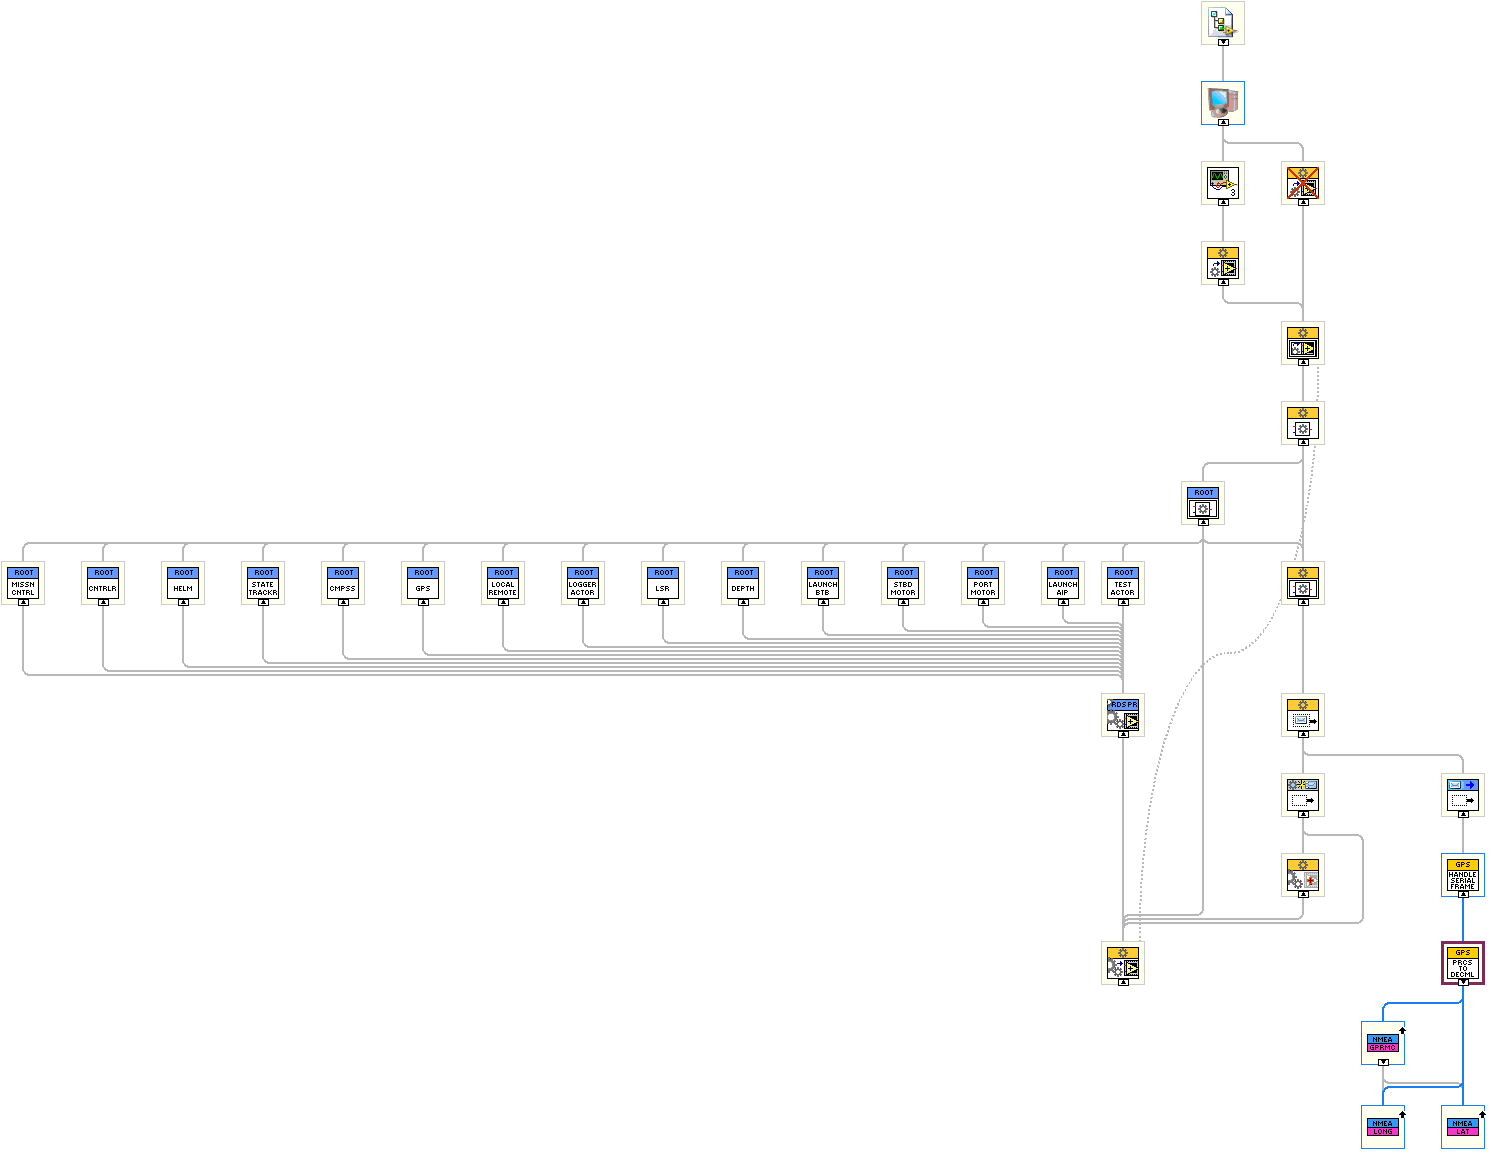 3
ROOT
ROOT
MISSN
CNTRL
ROOT
CNTRLR
ROOT
HELM
ROOT
STATE
TRACKR
ROOT
CMPSS
ROOT
GPS
ROOT
LOCAL
REMOTE
ROOT
LOGGER
ACTOR
ROOT
LSR
ROOT
DEPTH
ROOT
LAUNCH
BTB
ROOT
STBD
MOTOR
ROOT
PORT
MOTOR
ROOT
LAUNCH
AIP
ROOT
TEST
ACTOR
RDSPR
GPS
HANDLE
SERIAL
FRAME
GPS
PRCS
TO
DECML
NMEA
GPRMC
NMEA
LONG
NMEA
LAT